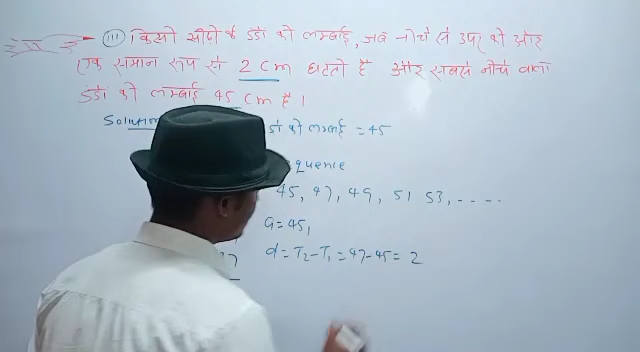 (iii) किसी सीढ़ी के डंडों की लम्बाई, जब नीचे से उपर की ओर
एक समान रूप से 2 cm घटती है और सबसे नीचे वाला
डंडा की लम्बाई 45 cm है।
Solution डंडा की लम्बाई = 45
quence
45, 47, 49, 51 53, ----
a = 45,
d = T2 - T1 = 47 - 45 = 2